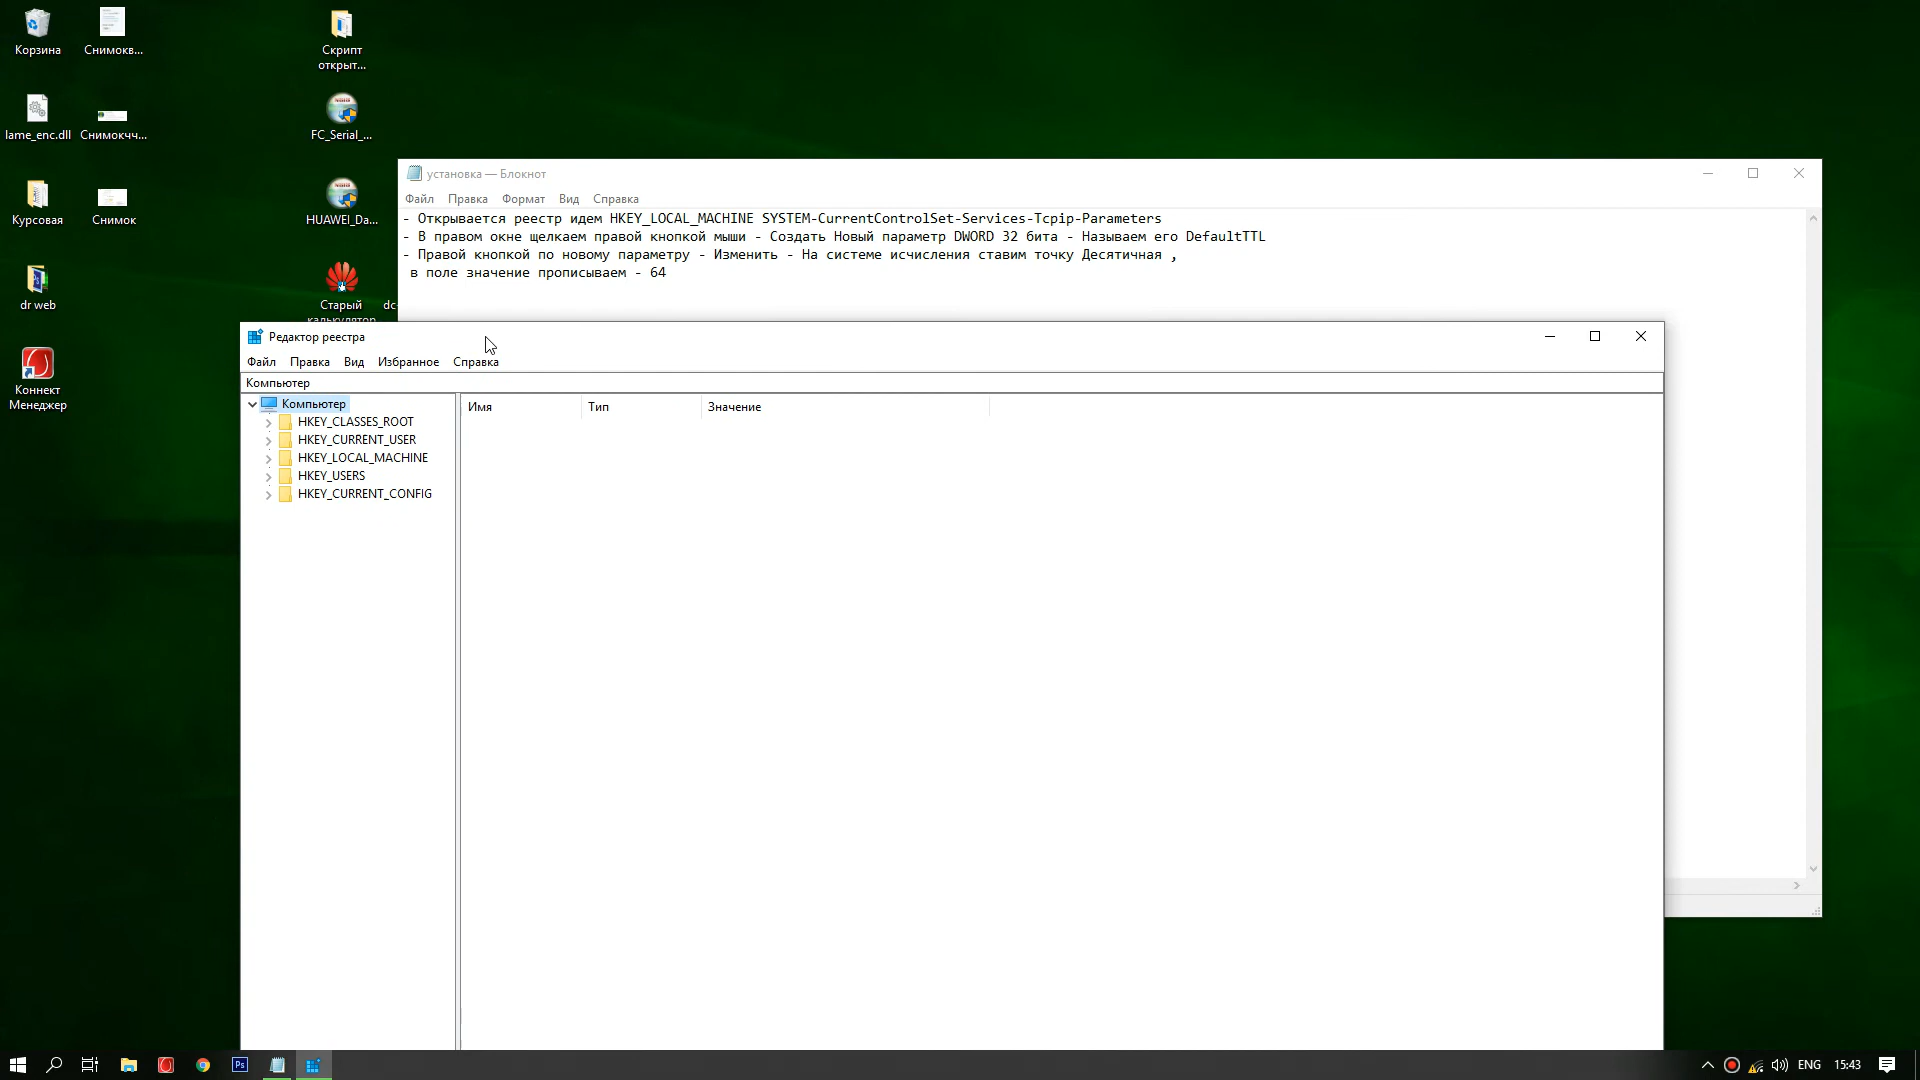 Корзина
Снимокв...
Скрипт
открыт...
lame_enc.dll
Снимокчч...
FC_Serial_...
Курсовая
Снимок
HUAWEI_Da...
dr web
Старый
калькулятор
dc
Коннект
Менеджер
установка — Блокнот
Файл Правка Формат Вид Справка
- Открывается реестр идем HKEY_LOCAL_MACHINE SYSTEM-CurrentControlSet-Services-Tcpip-Parameters
- В правом окне щелкаем правой кнопкой мыши - Создать Новый параметр DWORD 32 бита - Называем его DefaultTTL
- Правой кнопкой по новому параметру - Изменить - На системе исчисления ставим точку Десятичная ,
в поле значение прописываем - 64
Редактор реестра
Файл Правка Вид Избранное Справка
Компьютер
Компьютер
HKEY_CLASSES_ROOT
HKEY_CURRENT_USER
HKEY_LOCAL_MACHINE
HKEY_USERS
HKEY_CURRENT_CONFIG
Имя Тип Значение
Ps
ENG 15:43